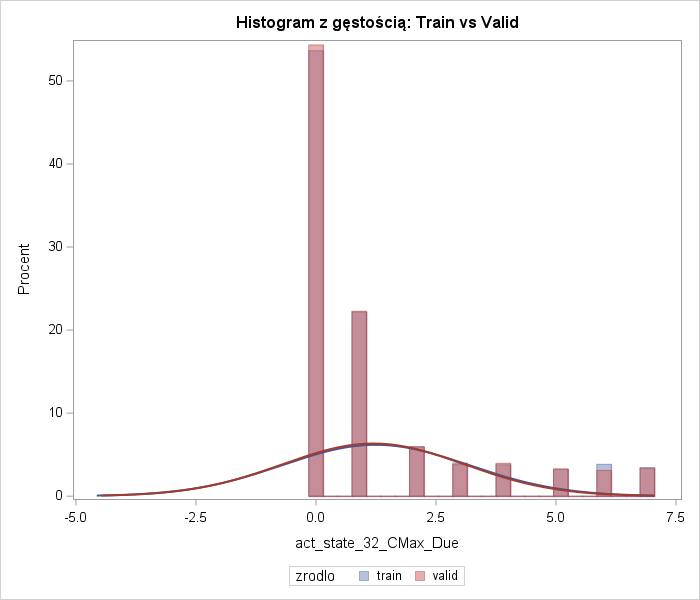 Histogram z gęstością: Train vs Valid
Procent
50
40
30
20
10
0
-5.0 -2.5 0.0 2.5 5.0 7.5
act_state_32_CMax_Due
zrodlo train valid